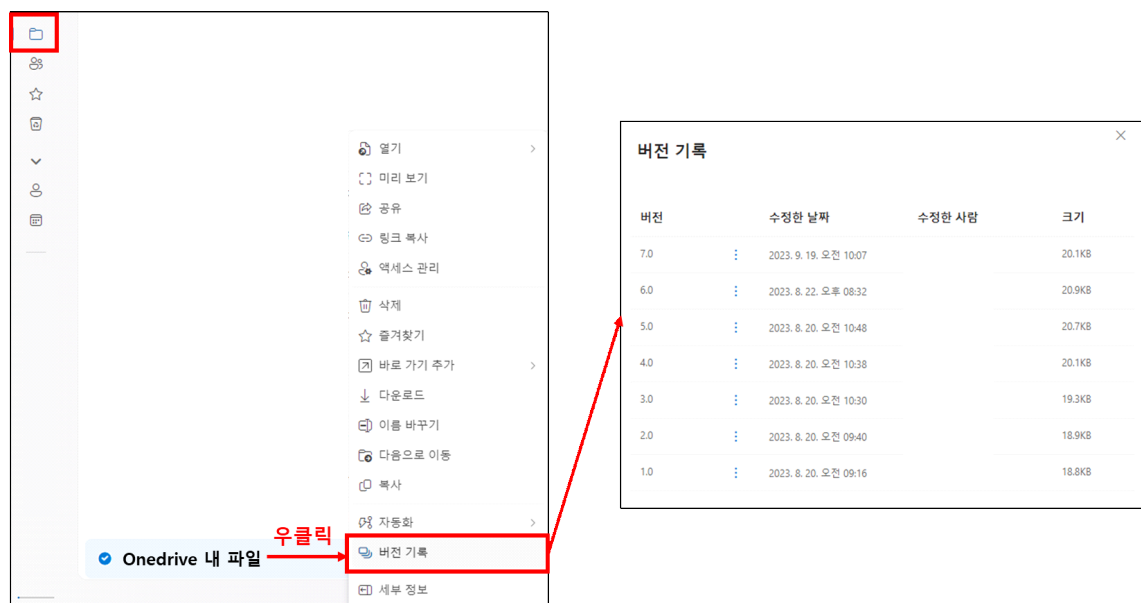 열기
미리 보기
공유
링크 복사
액세스 관리
삭제
즐겨찾기
바로 가기 추가
다운로드
이름 바꾸기
다음으로 이동
복사
자동화
우클릭
Onedrive 내 파일
버전 기록
세부 정보
버전 기록
버전 수정한 날짜 수정한 사람 크기
7.0 2023. 9. 19. 오전 10:07 20.1KB
6.0 2023. 8. 22. 오후 08:32 20.9KB
5.0 2023. 8. 20. 오전 10:48 20.7KB
4.0 2023. 8. 20. 오전 10:38 20.1KB
3.0 2023. 8. 20. 오전 10:30 19.3KB
2.0 2023. 8. 20. 오전 09:40 18.9KB
1.0 2023. 8. 20. 오전 09:16 18.8KB